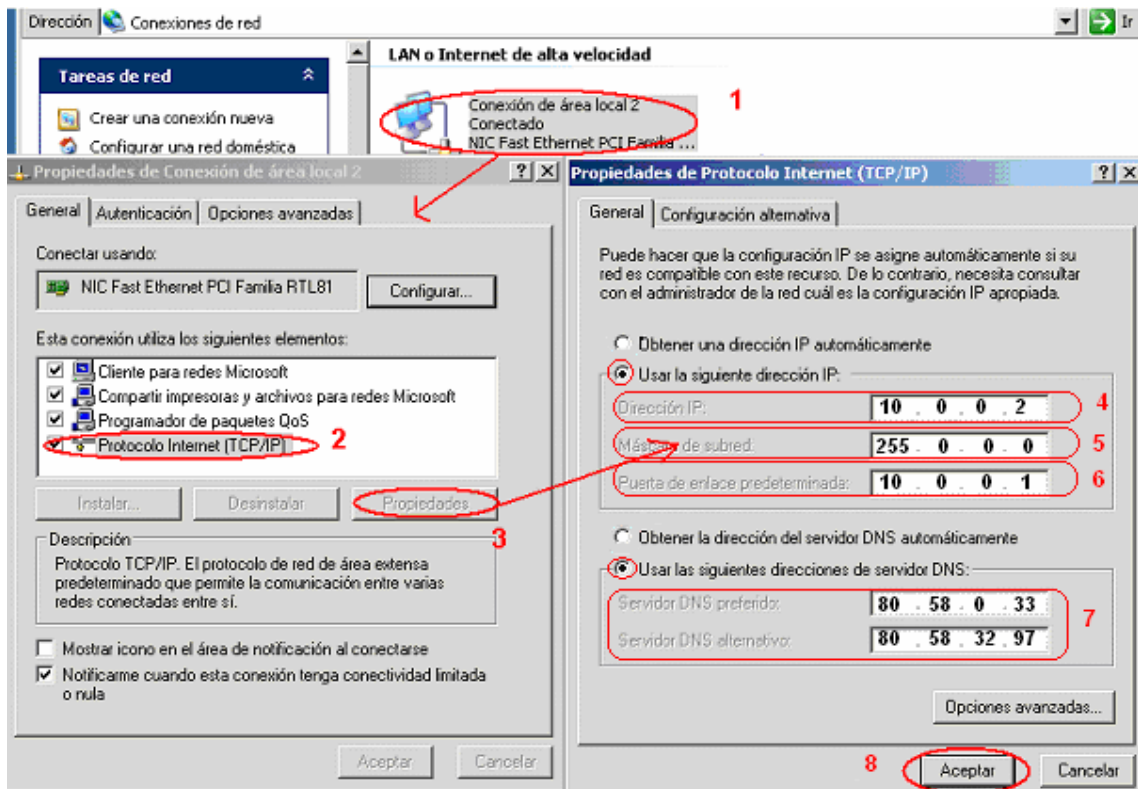 Dirección Conexiones de red Ir
Tareas de red
Crear una conexión nueva
Configurar una red doméstica
LAN o Internet de alta velocidad
Conexión de área local 2
Conectado
NIC Fast Ethernet PCI Familia ...
1
Propiedades de Conexión de área local 2
General Autenticación Opciones avanzadas
Conectar usando:
NIC Fast Ethernet PCI Familia RTL81 Configurar...
Esta conexión utiliza los siguientes elementos:
Cliente para redes Microsoft
Compartir impresoras y archivos para redes Microsoft
Programador de paquetes QoS
Protocolo Internet (TCP/IP) 2
Instalar... Desinstalar Propiedades
3
Descripción
Protocolo TCP/IP. El protocolo de red de área extensa
predeterminado que permite la comunicación entre varias
redes conectadas entre sí.
Mostrar icono en el área de notificación al conectarse
Notificarme cuando esta conexión tenga conectividad limitada
o nula
Aceptar Cancelar
Propiedades de Protocolo Internet (TCP/IP)
General Configuración alternativa
Puede hacer que la configuración IP se asigne automáticamente si su
red es compatible con este recurso. De lo contrario, necesita consultar
con el administrador de la red cuál es la configuración IP apropiada.
Obtener una dirección IP automáticamente
Usar la siguiente dirección IP:
Dirección IP: 10 . 0 . 0 . 2 4
Máscara de subred: 255 . 0 . 0 . 0 5
Puerta de enlace predeterminada: 10 . 0 . 0 . 1 6
Obtener la dirección del servidor DNS automáticamente
Usar las siguientes direcciones de servidor DNS:
Servidor DNS preferido: 80 . 58 . 0 . 33
7
Servidor DNS alternativo: 80 . 58 . 32 . 97
Opciones avanzadas...
8 Aceptar Cancelar